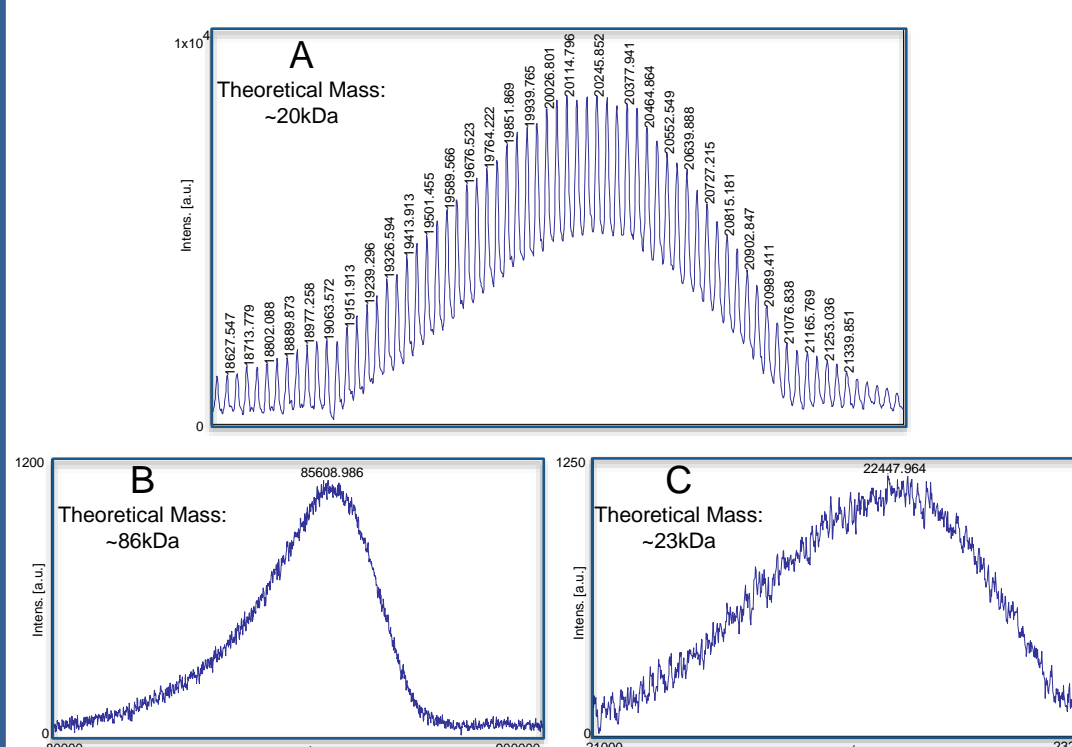 1x10⁴
A
Theoretical Mass:
~20kDa
Intens. [a.u.]
0
18627.547
18713.779
18802.088
18889.873
18977.258
19063.572
19151.913
19239.296
19326.594
19413.913
19501.455
19589.566
19676.523
19764.222
19851.869
19939.765
20026.801
20114.796
20245.852
20377.941
20464.864
20552.549
20639.888
20727.215
20815.181
20902.847
20989.411
21076.838
21165.769
21253.036
21339.851
1200
B
Theoretical Mass:
~86kDa
85608.986
Intens. [a.u.]
0
1250
C
Theoretical Mass:
~23kDa
22447.964
Intens. [a.u.]
0